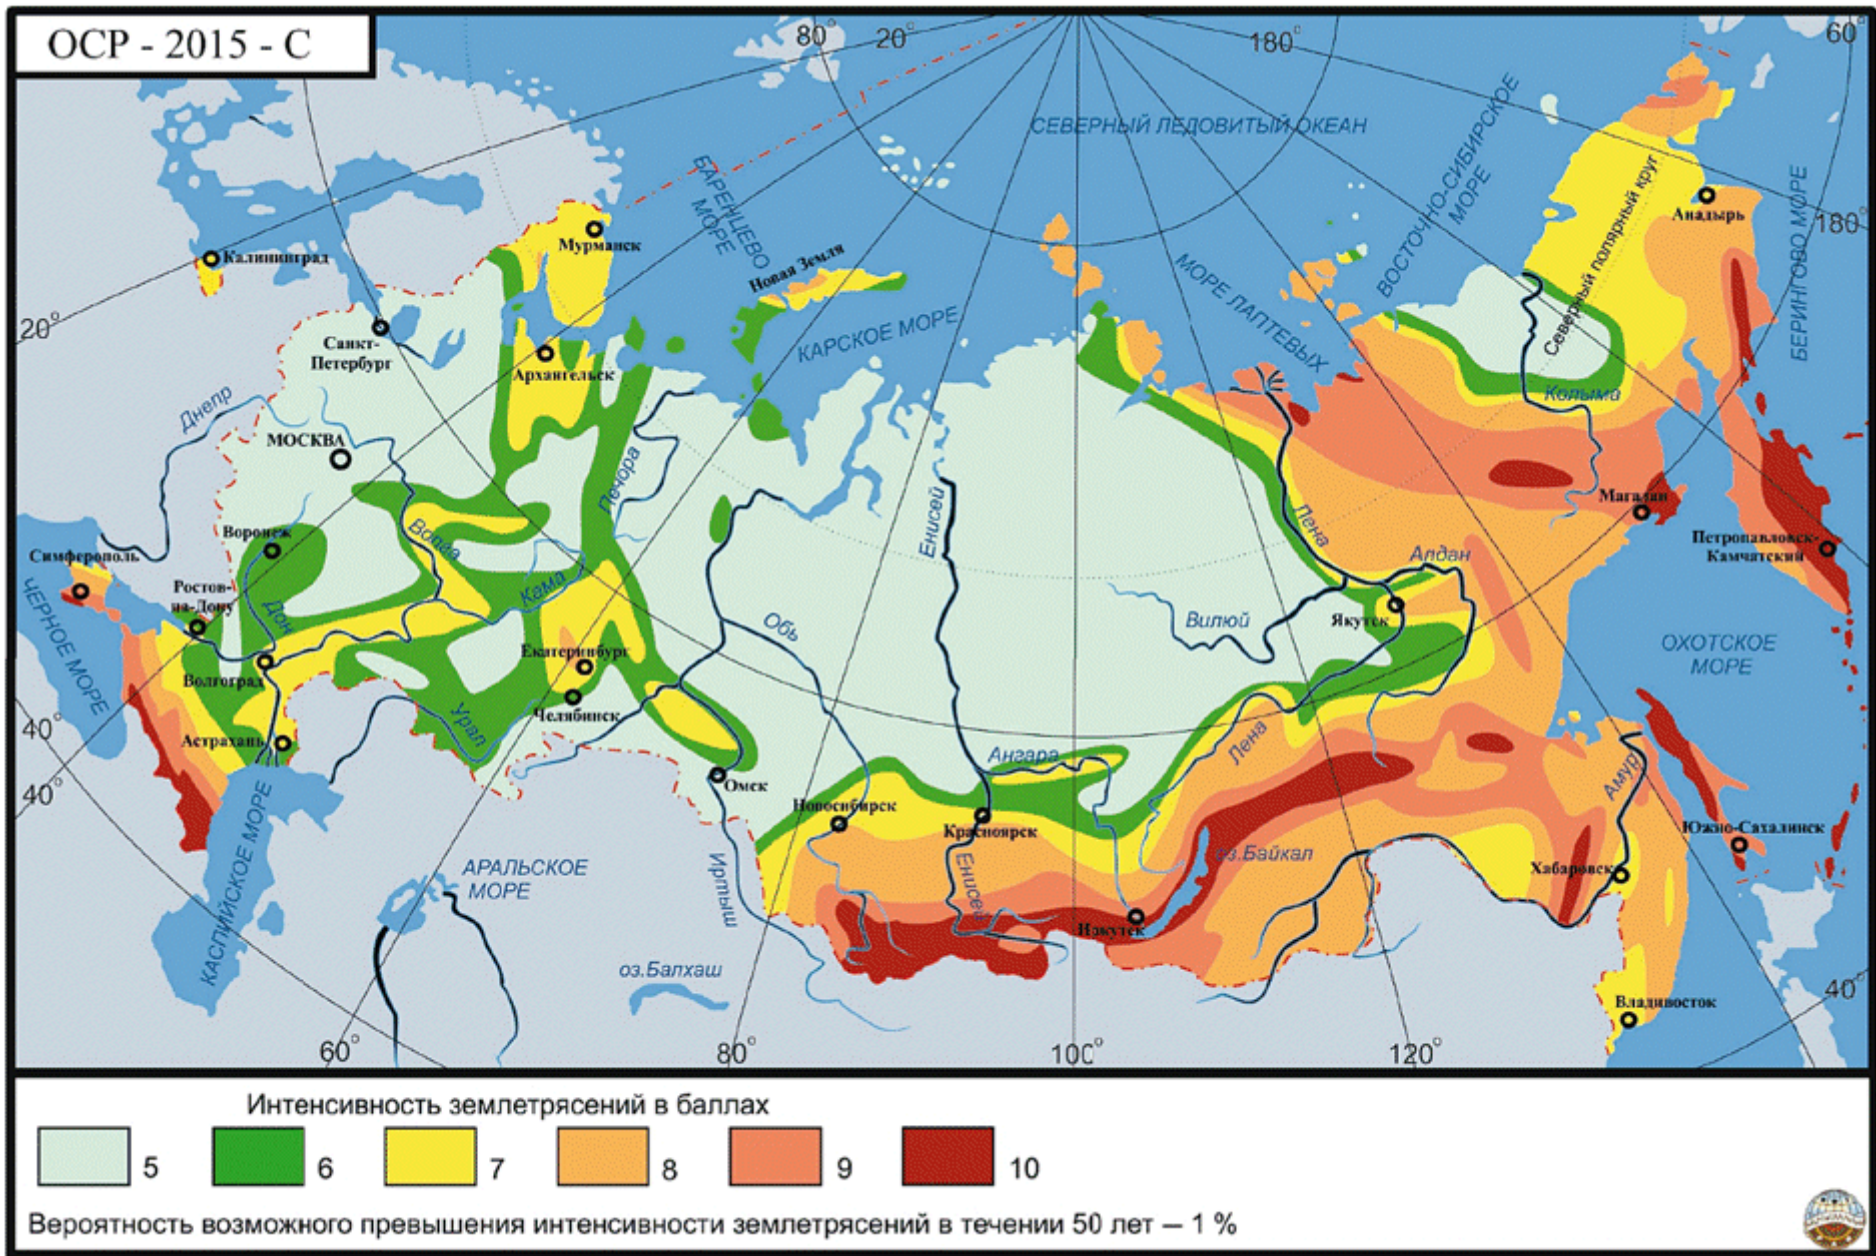 ОСР - 2015 - С
80°
20°
180°
60°
СЕВЕРНЫЙ ЛЕДОВИТЫЙ ОКЕАН
БАРЕНЦЕВО
МОРЕ
ВОСТОЧНО-СИБИРСКОЕ
МОРЕ
Северный полярный круг
Анадырь
180°
БЕРИНГОВО МОРЕ
Мурманск
Калининград
Новая Земля
КАРСКОЕ МОРЕ
МОРЕ ЛАПТЕВЫХ
20°
Санкт-
Петербург
Архангельск
Днепр
Колыма
МОСКВА
Печора
Енисей
Лена
Магадан
Воронеж
Волга
Петропавловск-
Камчатский
Симферополь
Алдан
Ростов-
на-Дону
Дон
Кама
Обь
Вилюй
Якутск
ЧЕРНОЕ МОРЕ
Екатеринбург
ОХОТСКОЕ
МОРЕ
Волгоград
Челябинск
Урал
40°
Астрахань
Ангара
Лена
Амур
40°
Омск
Новосибирск
Красноярск
Южно-Сахалинск
КАСПИЙСКОЕ МОРЕ
АРАЛЬСКОЕ
МОРЕ
Иртыш
Енисей
оз.Байкал
Хабаровск
Иркутск
оз.Балхаш
40°
Владивосток
60°
80°
100°
120°
Интенсивность землетрясений в баллах
5 6 7 8 9 10
Вероятность возможного превышения интенсивности землетрясений в течении 50 лет — 1 %